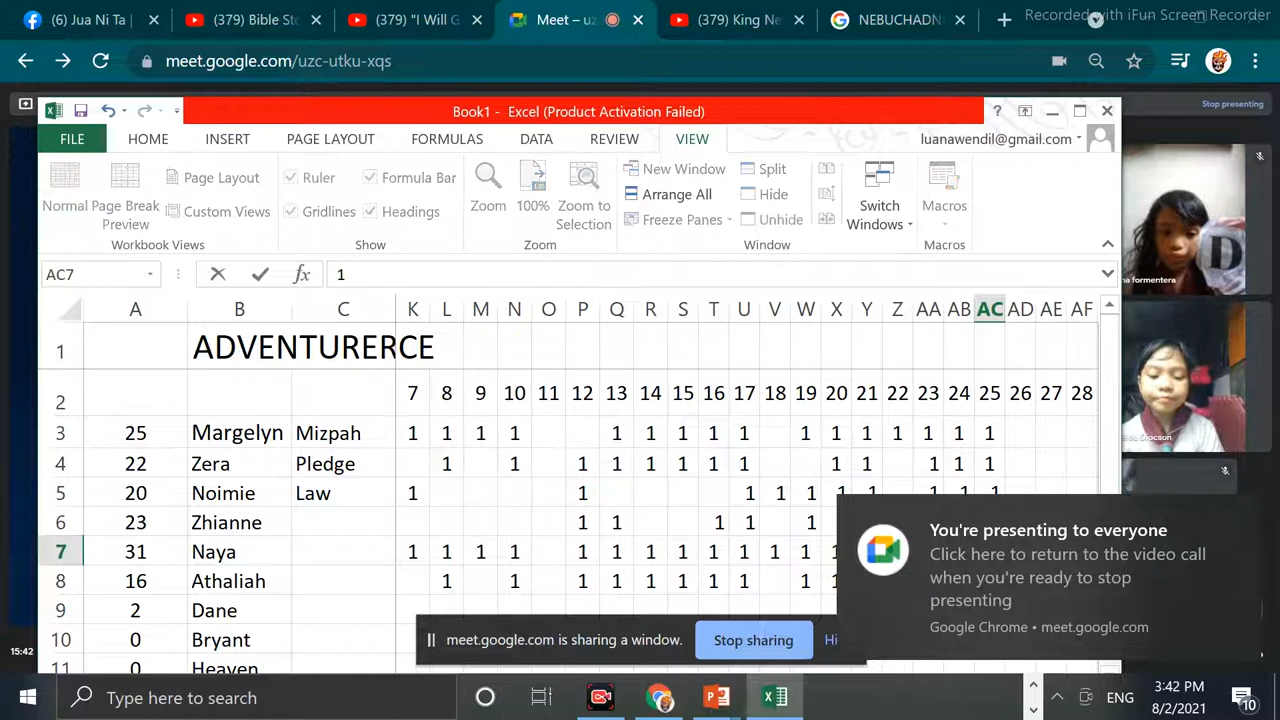 (6) Jua Ni Ta
(379) Bible Sto
(379) "I Will G
Meet – uz
(379) King Ne
NEBUCHADN
Recorded with iFun Screen Recorder
meet.google.com/uzc-utku-xqs
Stop presenting
Book1 - Excel (Product Activation Failed)
FILE HOME INSERT PAGE LAYOUT FORMULAS DATA REVIEW VIEW luanawendil@gmail.com
Normal
Page Break Preview
Page Layout
Custom Views
Workbook Views
Ruler
Formula Bar
Gridlines
Headings
Show
Zoom
100%
Zoom to Selection
Zoom
New Window
Arrange All
Freeze Panes
Split
Hide
Unhide
Switch Windows
Window
Macros
Macros
AC7 fx 1
A B C K L M N O P Q R S T U V W X Y Z AA AB AC AD AE AF
1 ADVENTURERCE
2 7 8 9 10 11 12 13 14 15 16 17 18 19 20 21 22 23 24 25 26 27 28
3 25 Margelyn Mizpah 1 1 1 1 1 1 1 1 1 1 1 1 1 1 1 1
4 22 Zera Pledge 1 1 1 1 1 1 1 1 1 1 1 1 1
5 20 Noimie Law 1 1 1 1 1
6 23 Zhianne 1 1 1 1 1
7 31 Naya 1 1 1 1 1 1 1 1 1 1 1 1 1
8 16 Athaliah 1 1 1 1 1 1 1 1 1 1
9 2 Dane
10 0 Bryant
11 0 Heaven
na formentera
You're presenting to everyone
Click here to return to the video call
when you're ready to stop
presenting
Google Chrome • meet.google.com
meet.google.com is sharing a window.
Stop sharing
Hi
15:42
Type here to search
ENG
3:42 PM
8/2/2021
10
D